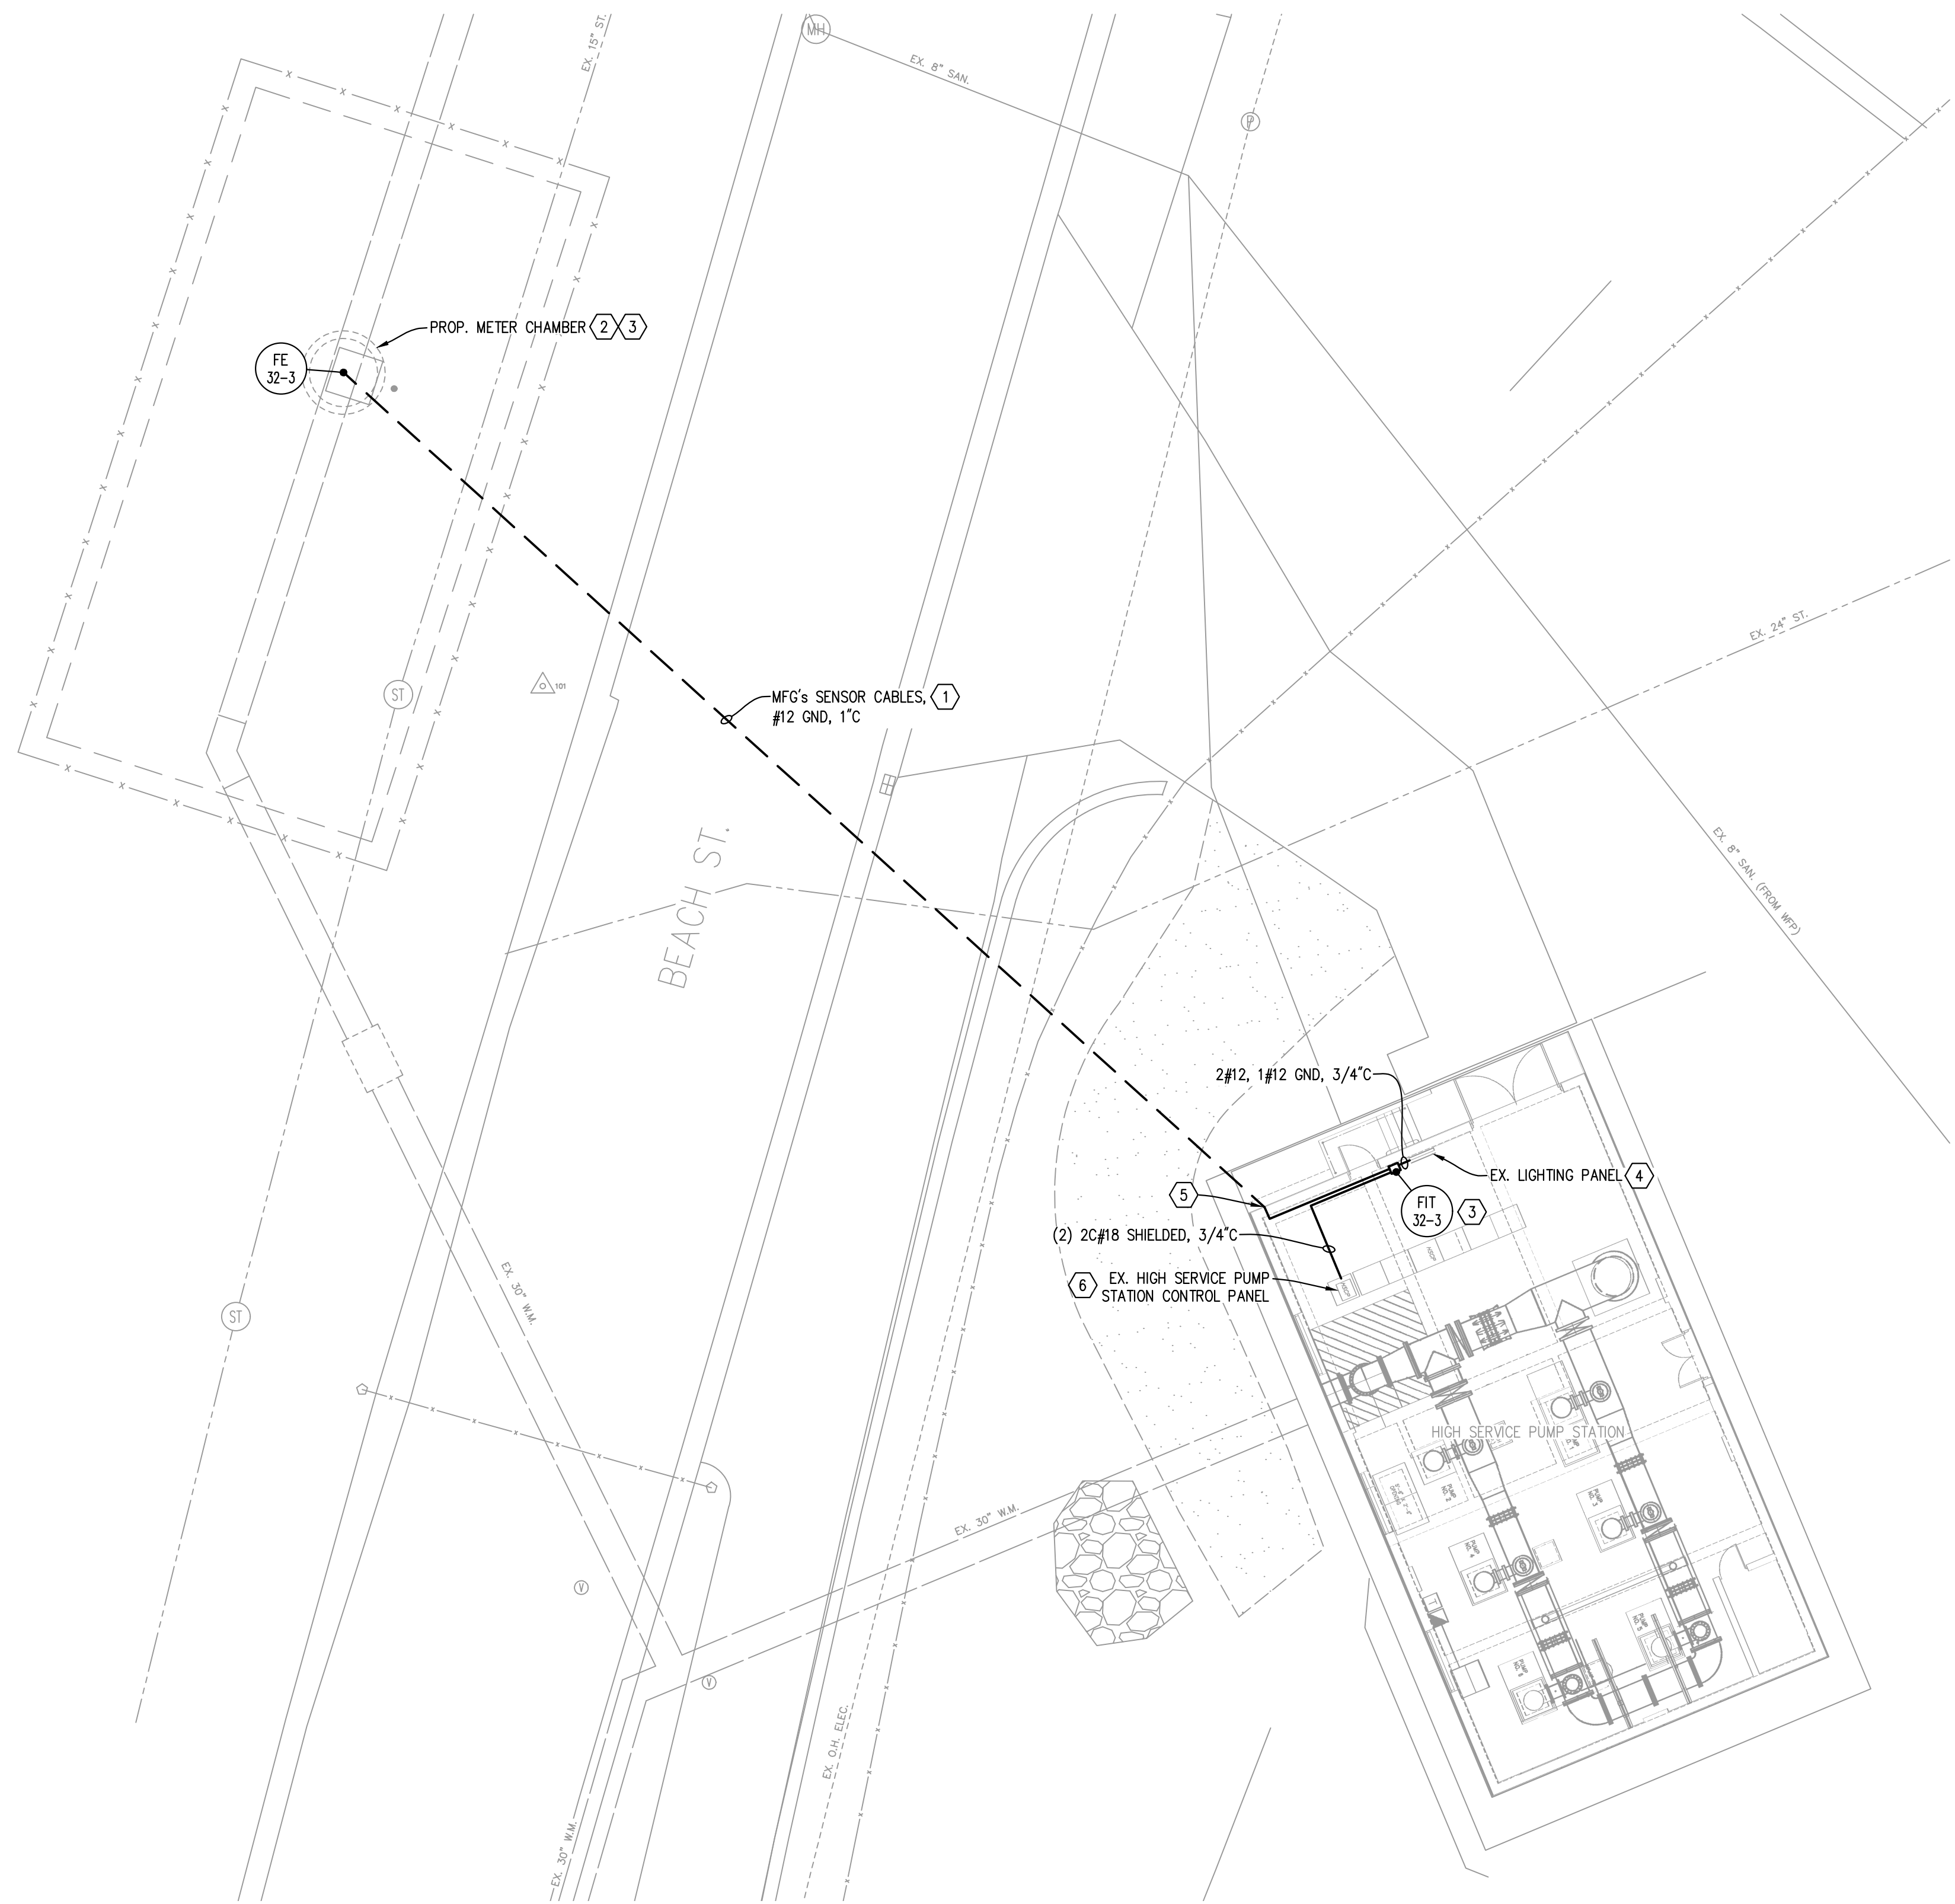 EX. 15" ST.
MH
EX. 8" SAN.
P
PROP. METER CHAMBER 2 3
FE
32-3
EX. 24" ST.
ST
101
MFG's SENSOR CABLES, 1
#12 GND, 1"C
BEACH ST.
EX. 8" SAN. (FROM WFP)
2#12, 1#12 GND, 3/4"C
EX. LIGHTING PANEL 4
5
FIT
32-3
3
(2) 2C#18 SHIELDED, 3/4"C
6 EX. HIGH SERVICE PUMP
STATION CONTROL PANEL
EX. 30" W.M.
ST
HIGH SERVICE PUMP STATION
EX. 30" W.M.
V
V
T
EX. O.H. ELEC.
EX. 30" W.M.